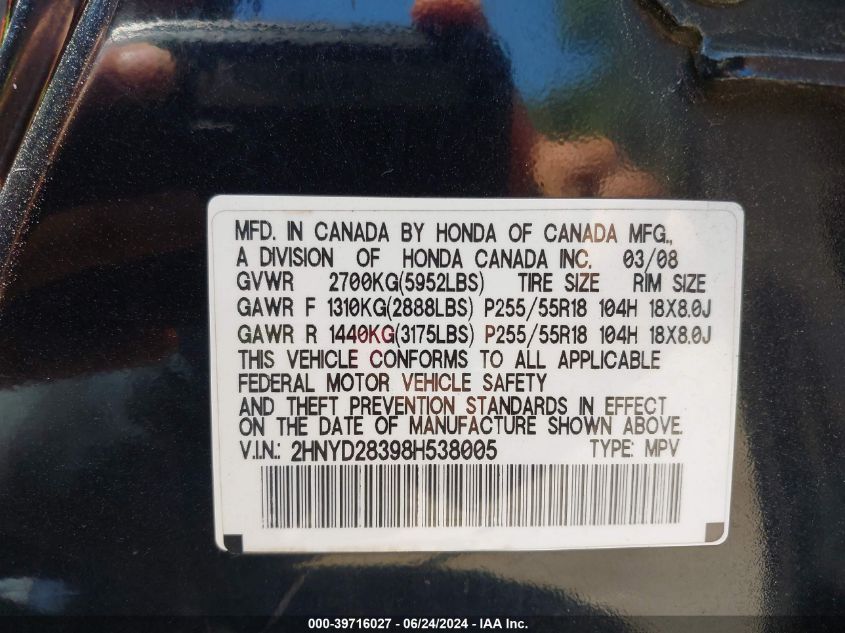 MFD. IN CANADA BY HONDA OF CANADA MFG.,
A DIVISION OF HONDA CANADA INC. 03/08
GVWR 2700KG(5952LBS) TIRE SIZE RIM SIZE
GAWR F 1310KG(2888LBS) P255/55R18 104H 18X8.0J
GAWR R 1440KG(3175LBS) P255/55R18 104H 18X8.0J
THIS VEHICLE CONFORMS TO ALL APPLICABLE
FEDERAL MOTOR VEHICLE SAFETY
AND THEFT PREVENTION STANDARDS IN EFFECT
ON THE DATE OF MANUFACTURE SHOWN ABOVE.
V.I.N.: 2HNYD28398H538005 TYPE: MPV
000-39716027 - 06/24/2024 - IAA Inc.